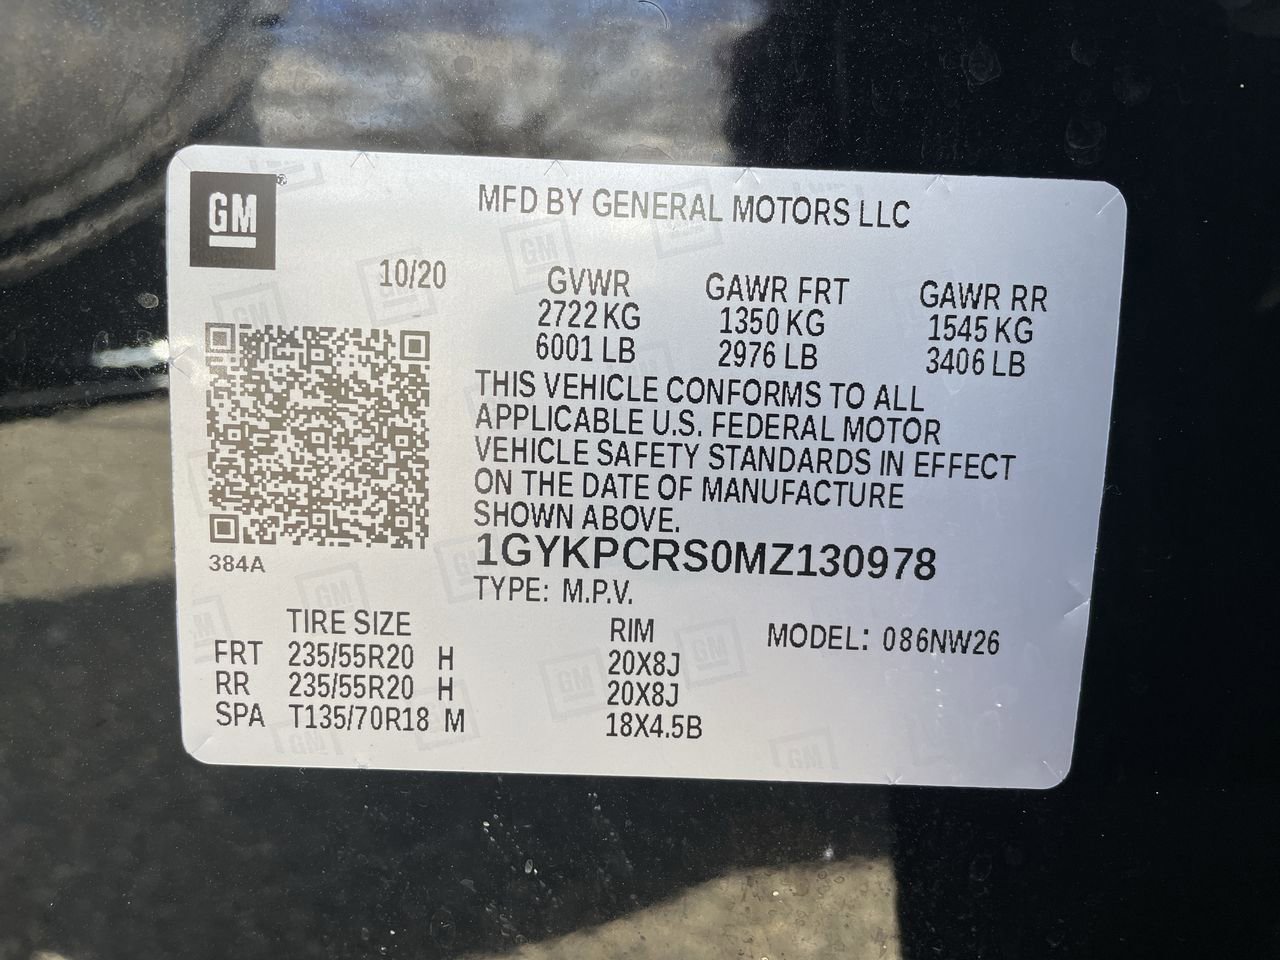 GM
MFD BY GENERAL MOTORS LLC
10/20 GVWR GAWR FRT GAWR RR
2722 KG 1350 KG 1545 KG
6001 LB 2976 LB 3406 LB
THIS VEHICLE CONFORMS TO ALL
APPLICABLE U.S. FEDERAL MOTOR
VEHICLE SAFETY STANDARDS IN EFFECT
ON THE DATE OF MANUFACTURE
SHOWN ABOVE.
384A
1GYKPCRS0MZ130978
TYPE: M.P.V.
TIRE SIZE RIM MODEL: 086NW26
FRT 235/55R20 H 20X8J
RR 235/55R20 H 20X8J
SPA T135/70R18 M 18X4.5B